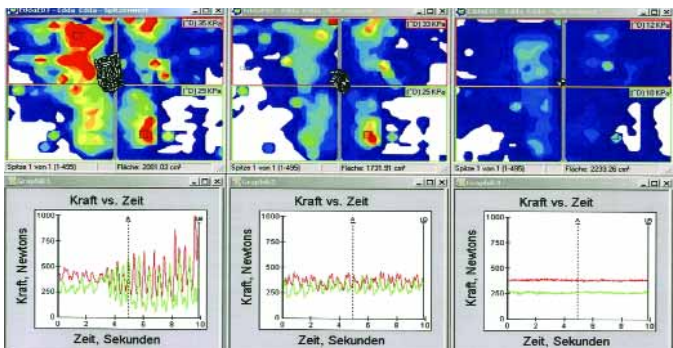 (˚D) 35 KPa
(˚D) 29 KPa
Spitze 1 von 1 (1-495)
Fläche: 2001.03 cm²
Kraft vs. Zeit
Kraft, Newtons
1000
750
500
250
0
A
0 2 4 6 8 10
Zeit, Sekunden
(˚D) 33 KPa
(˚D) 25 KPa
Spitze 1 von 1 (1-495)
Fläche: 1731.91 cm²
Kraft vs. Zeit
Kraft, Newtons
1000
750
500
250
0
A
0 2 4 6 8 10
Zeit, Sekunden
(˚D) 12 KPa
(˚D) 18 KPa
Spitze 1 von 1 (1-495)
Fläche: 2233.26 cm²
Kraft vs. Zeit
Kraft, Newtons
1000
750
500
250
0
A
0 2 4 6 8 10
Zeit, Sekunden